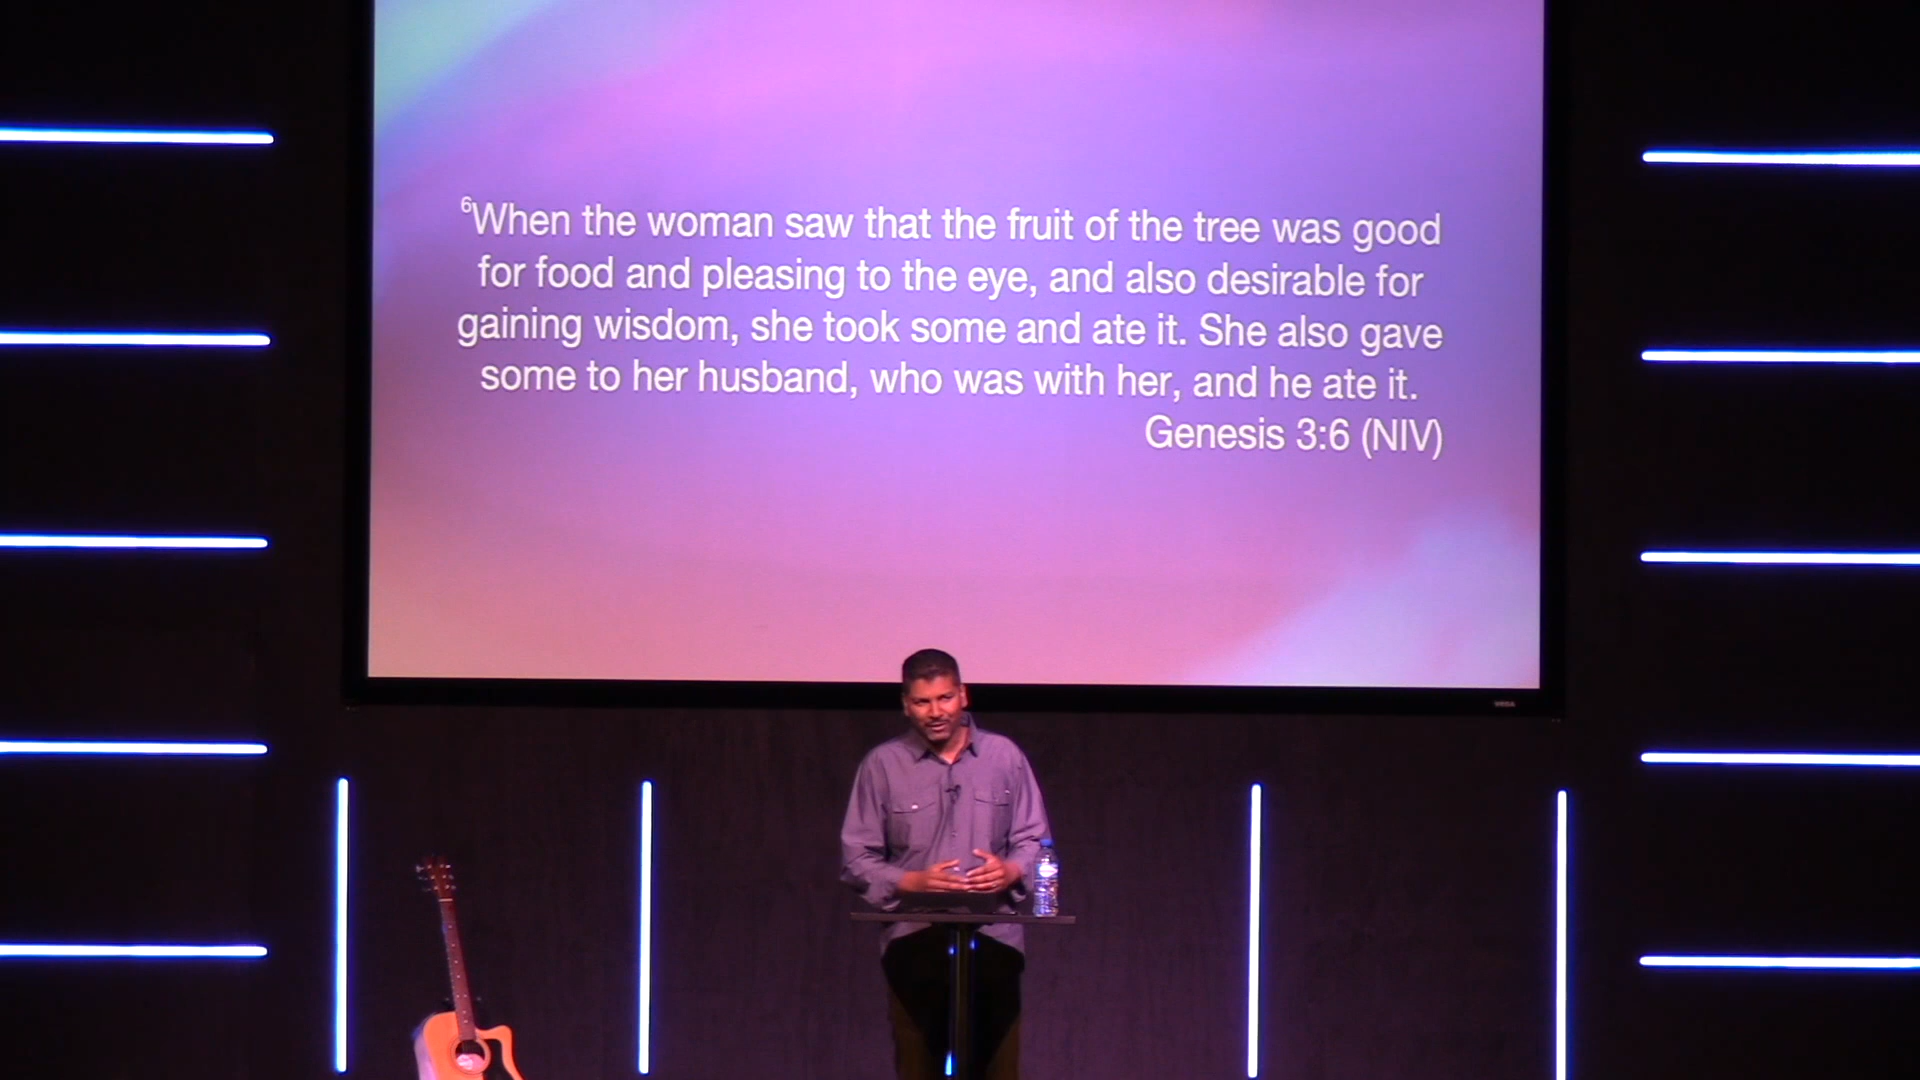 ⁶When the woman saw that the fruit of the tree was good
for food and pleasing to the eye, and also desirable for
gaining wisdom, she took some and ate it. She also gave
some to her husband, who was with her, and he ate it.
Genesis 3:6 (NIV)